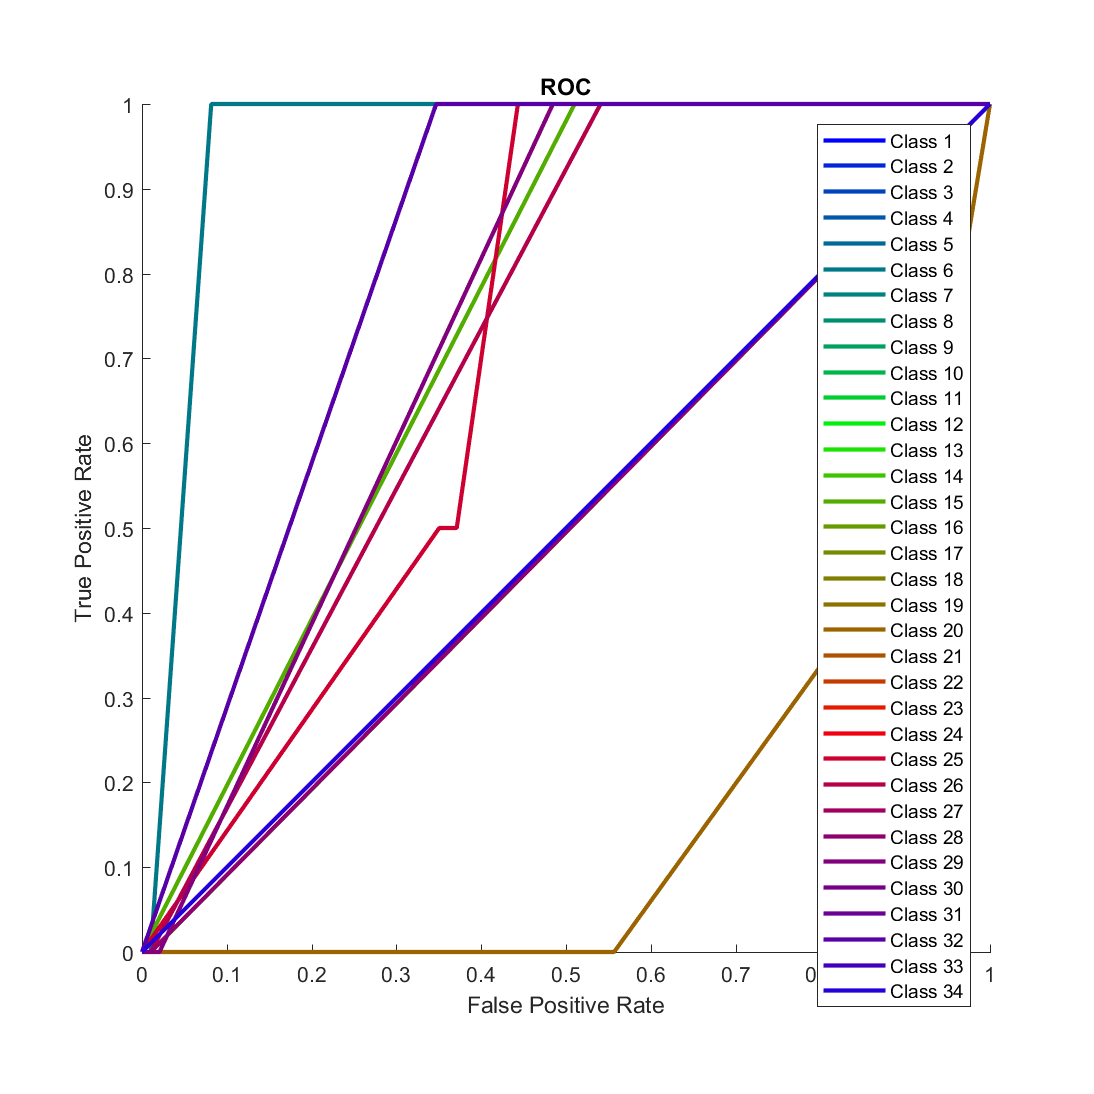 ROC
True Positive Rate
1
0.9
0.8
0.7
0.6
0.5
0.4
0.3
0.2
0.1
0
Class 1
Class 2
Class 3
Class 4
Class 5
Class 6
Class 7
Class 8
Class 9
Class 10
Class 11
Class 12
Class 13
Class 14
Class 15
Class 16
Class 17
Class 18
Class 19
Class 20
Class 21
Class 22
Class 23
Class 24
Class 25
Class 26
Class 27
Class 28
Class 29
Class 30
Class 31
Class 32
Class 33
Class 34
0 0.1 0.2 0.3 0.4 0.5 0.6 0.7 1
False Positive Rate